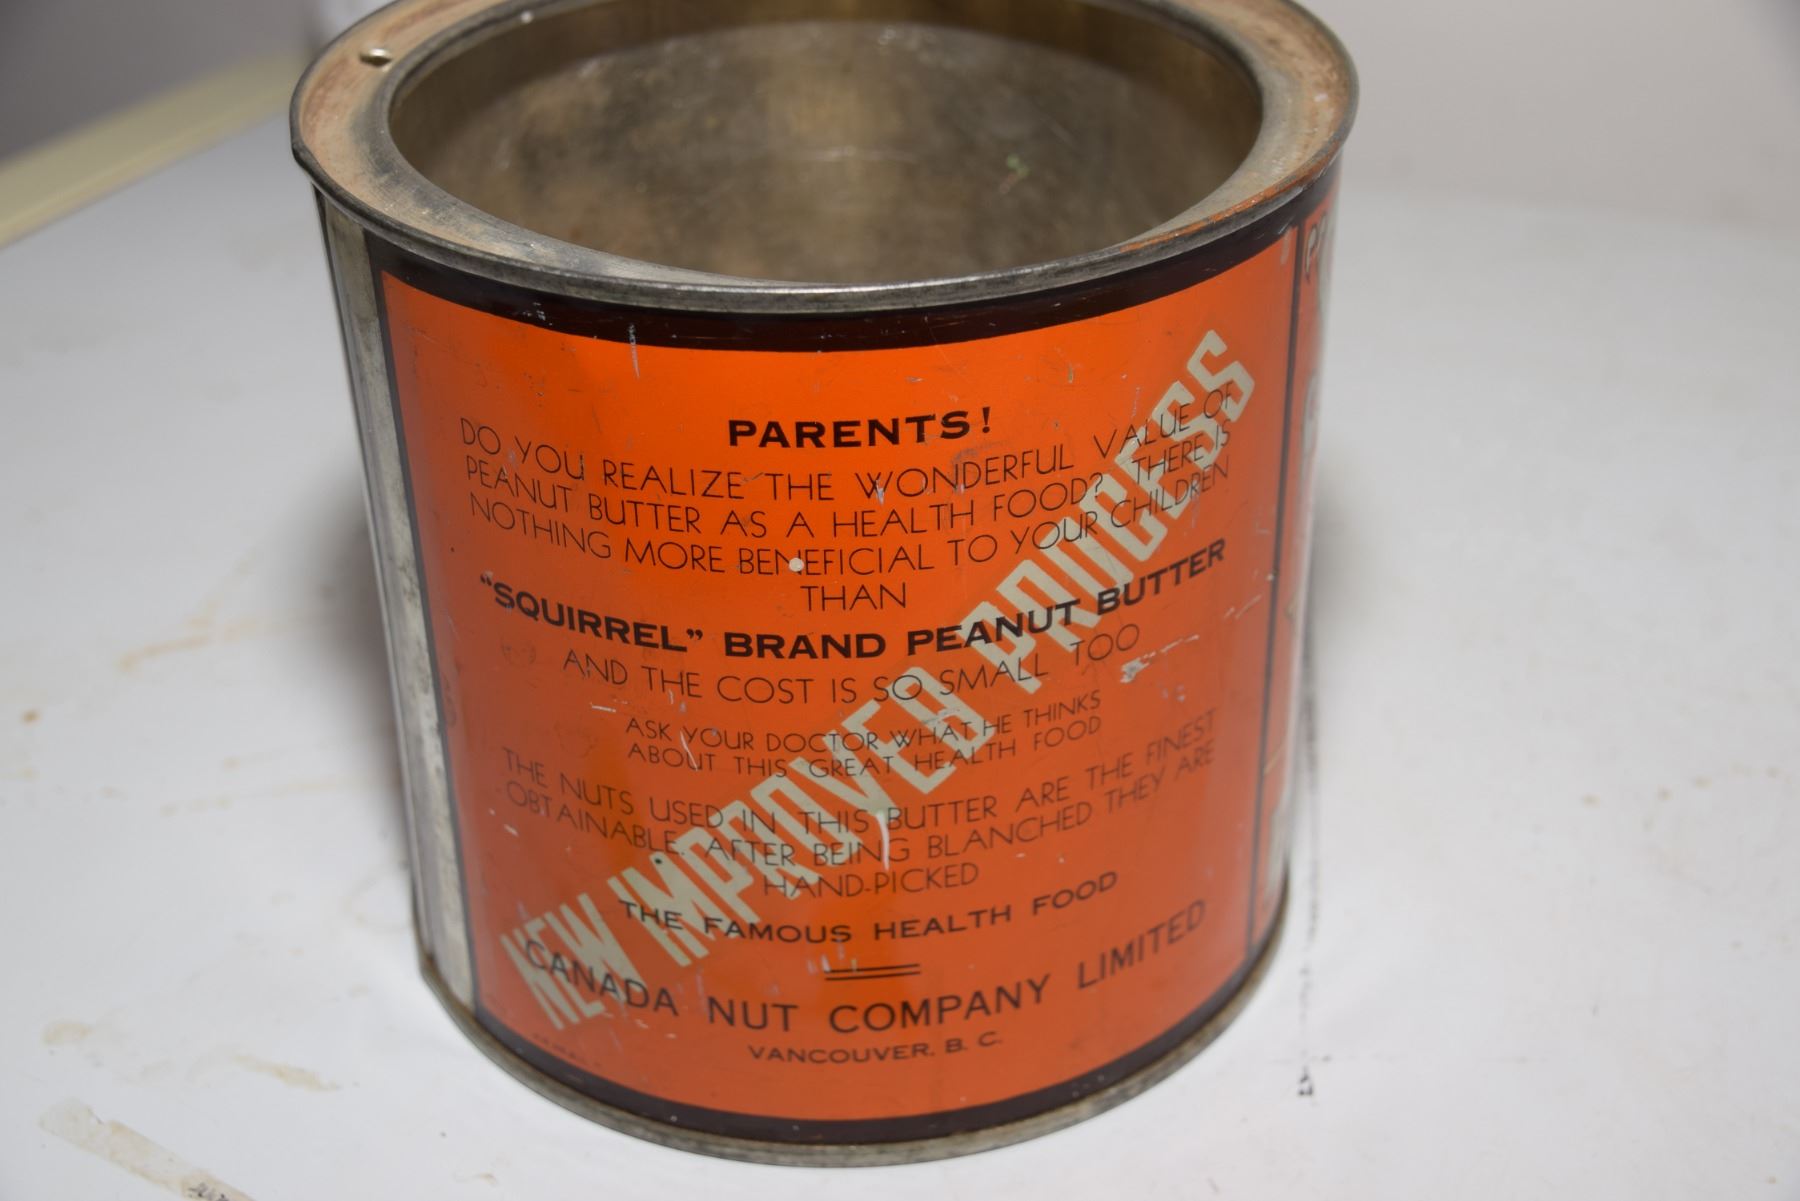 PARENTS!
DO YOU REALIZE THE WONDERFUL VALUE OF
PEANUT BUTTER AS A HEALTH FOOD? THERE IS
NOTHING MORE BENEFICIAL TO YOUR CHILDREN
THAN
"SQUIRREL" BRAND PEANUT BUTTER
AND THE COST IS SO SMALL TOO
ASK YOUR DOCTOR WHAT HE THINKS
ABOUT THIS GREAT HEALTH FOOD
THE NUTS USED IN THIS BUTTER ARE THE FINEST
OBTAINABLE. AFTER BEING BLANCHED THEY ARE
HAND-PICKED
THE FAMOUS HEALTH FOOD
CANADA NUT COMPANY LIMITED
VANCOUVER, B. C.
NEW IMPROVED PROCESS